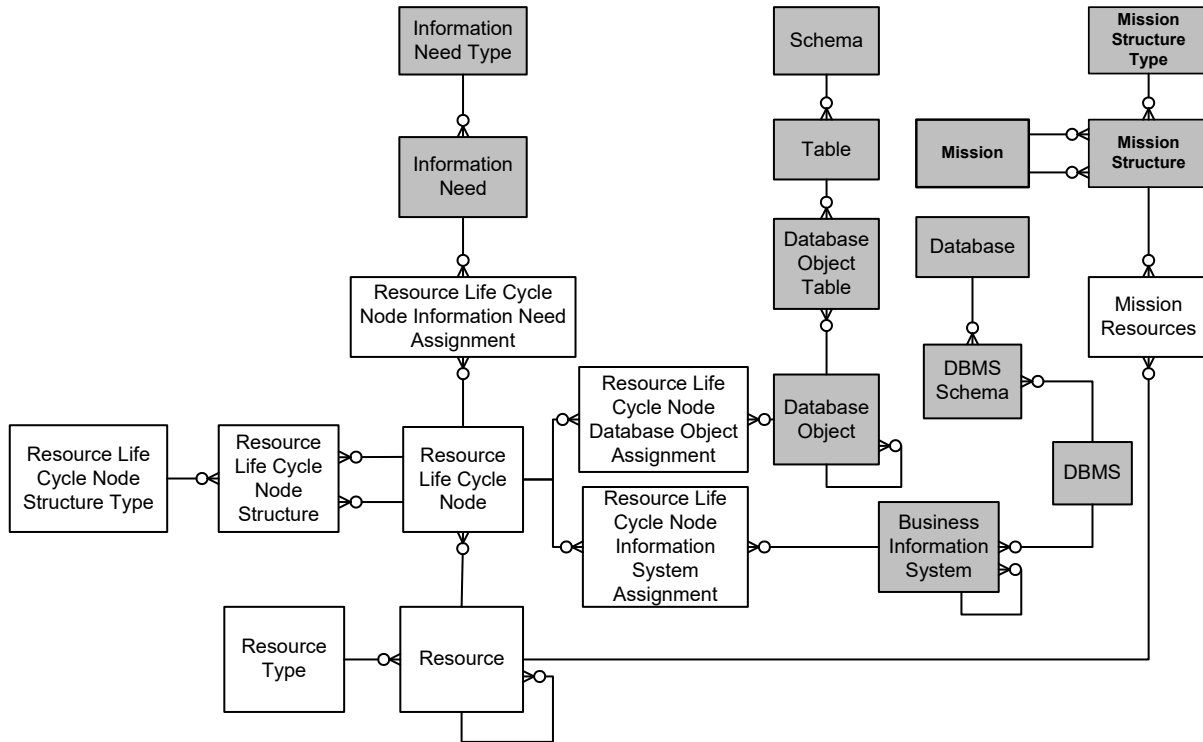 Information
Need Type
Schema
Mission
Structure
Type
Information
Need
Table
Mission
Mission
Structure
Database
Object
Table
Database
Resource Life Cycle
Node Information Need
Assignment
Mission
Resources
DBMS
Schema
Resource Life
Cycle Node
Database Object
Assignment
Database
Object
Resource Life
Cycle Node
Structure Type
Resource
Life Cycle
Node
Structure
Resource
Life Cycle
Node
DBMS
Resource Life
Cycle Node
Information
System
Assignment
Business
Information
System
Resource
Type
Resource